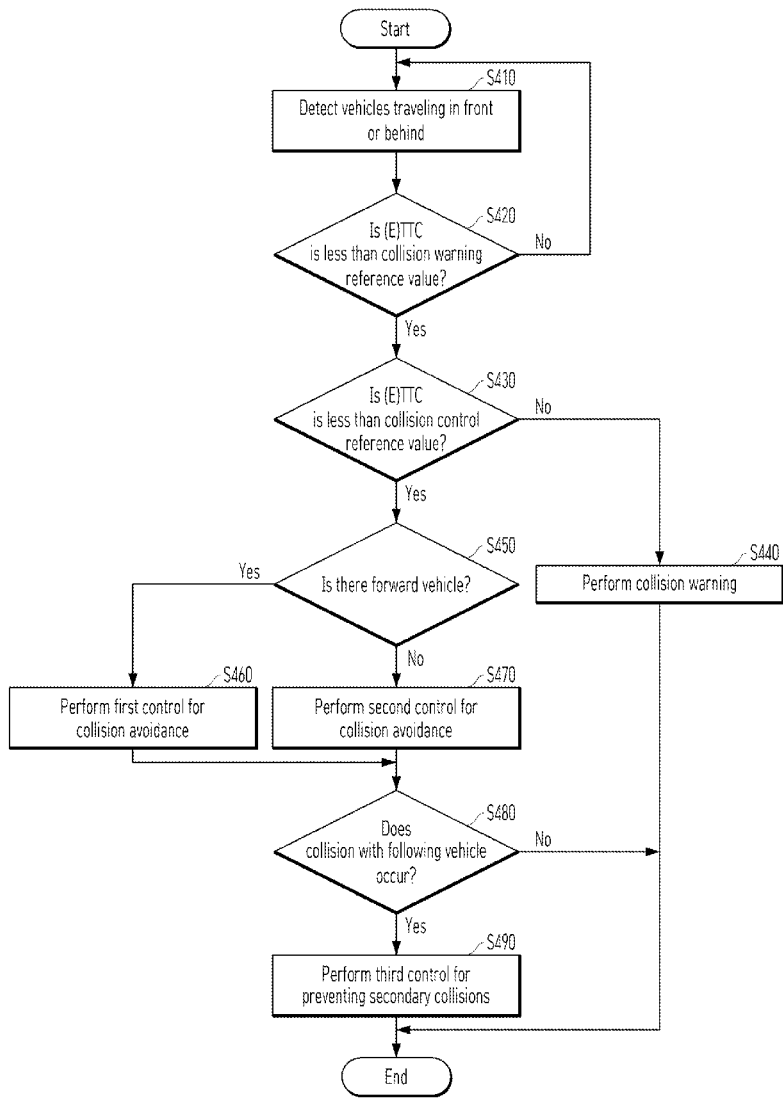 Start
S410
Detect vehicles traveling in front
or behind
S420
Is (E)TTC
is less than collision warning
reference value?
No
Yes
S430
Is (E)TTC
is less than collision control
reference value?
No
Yes
S450
Is there forward vehicle?
Yes
No
S440
Perform collision warning
S460
Perform first control for
collision avoidance
S470
Perform second control for
collision avoidance
S480
Does
collision with following vehicle
occur?
No
Yes
S490
Perform third control for
preventing secondary collisions
End